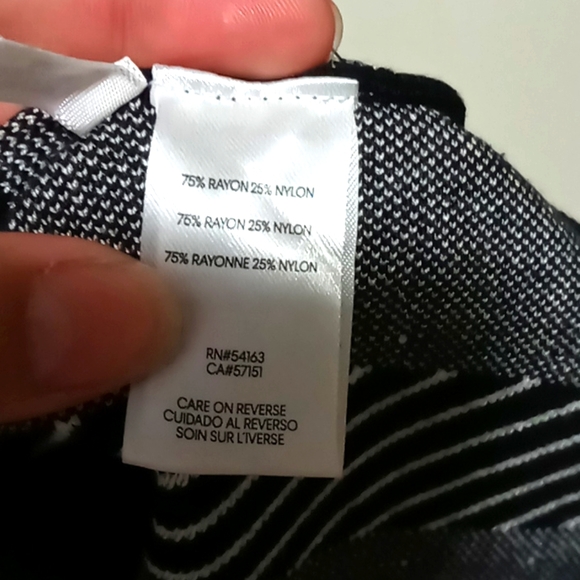 75% RAYON 25% NYLON
75% RAYON 25% NYLON
75% RAYONNE 25% NYLON
RN#54163
CA#57151
CARE ON REVERSE
CUIDADO AL REVERSO
SOIN SUR L'IVERSE